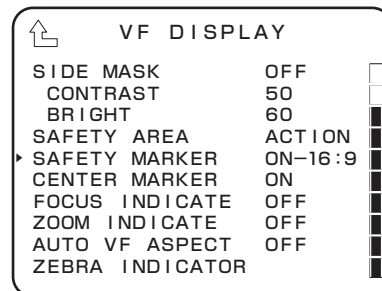 VF DISPLAY
SIDE MASK OFF
CONTRAST 50
BRIGHT 60
SAFETY AREA ACTION
SAFETY MARKER ON–16:9
CENTER MARKER ON
FOCUS INDICATE OFF
ZOOM INDICATE OFF
AUTO VF ASPECT OFF
ZEBRA INDICATOR